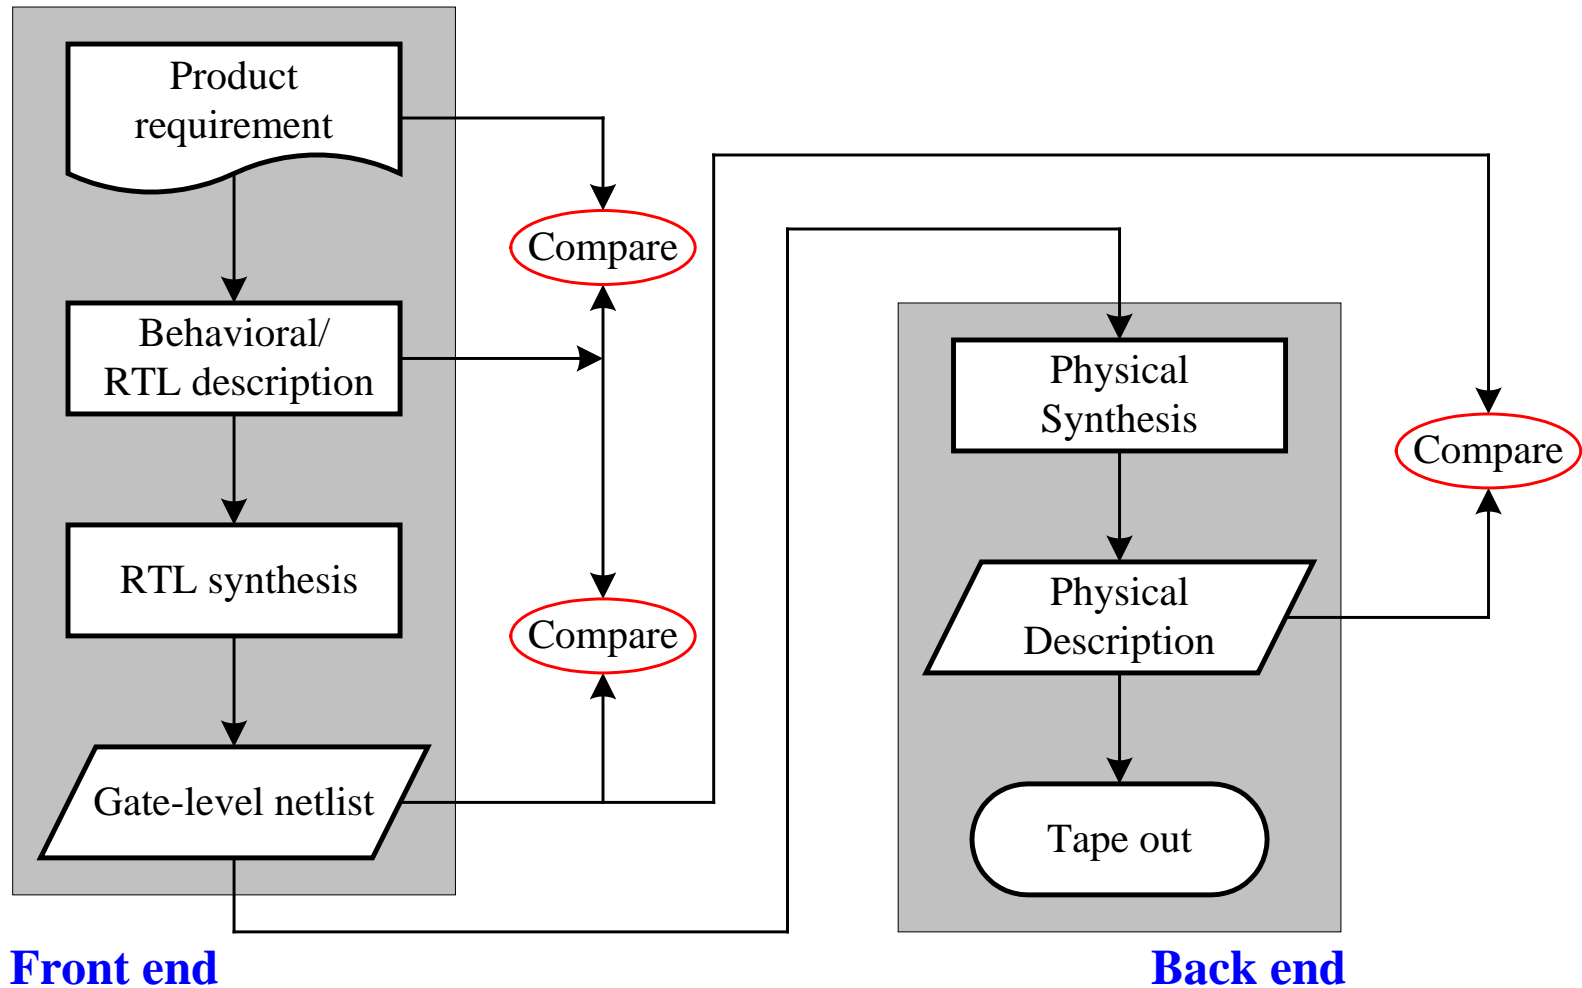 Product
requirement
Compare
Behavioral/
RTL description
RTL synthesis
Compare
Gate-level netlist
Front end
Physical
Synthesis
Compare
Physical
Description
Tape out
Back end